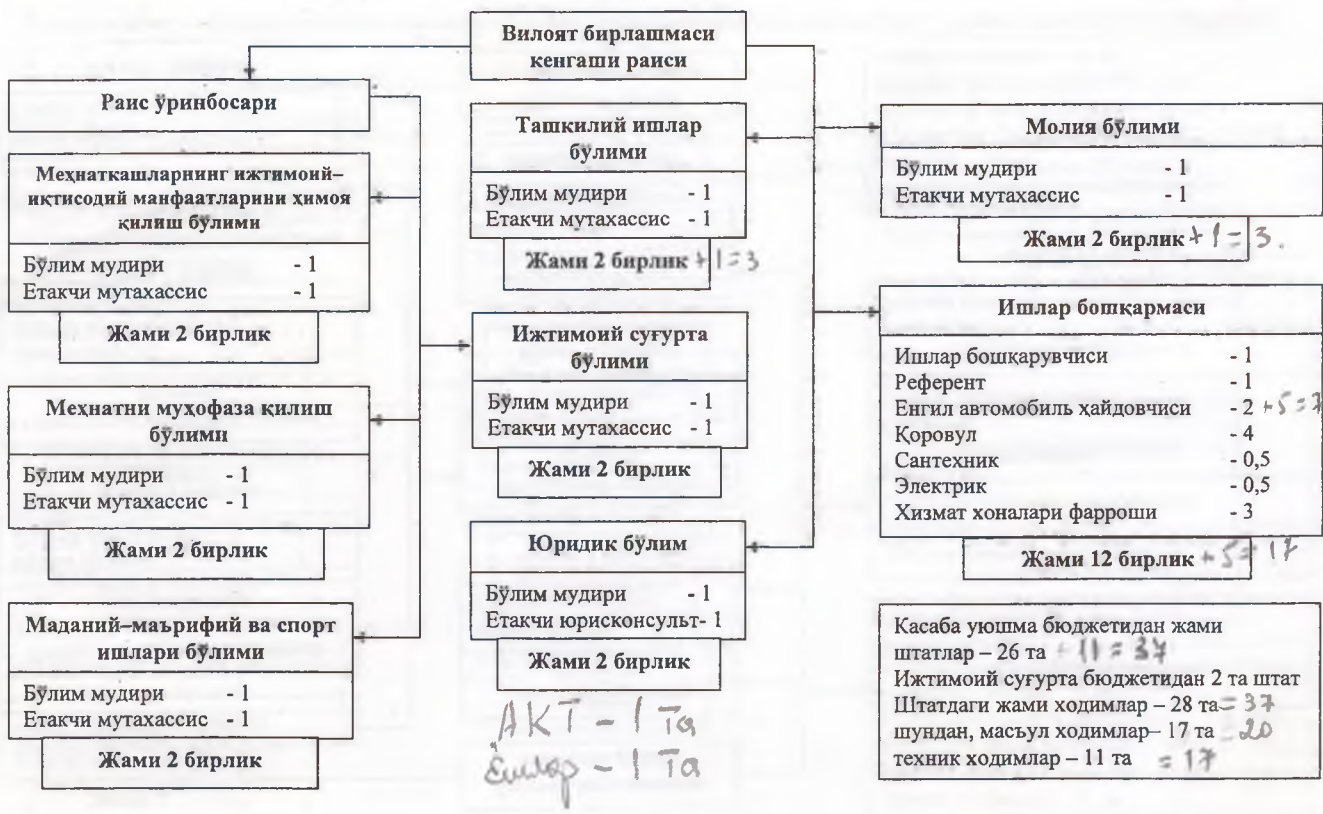 Вилоят бирлашмаси
кенгаши раиси
Раис ўринбосари
Меҳнаткашларнинг ижтимоий–
иқтисодий манфаатларини ҳимоя
қилиш бўлими
Бўлим мудири - 1
Етакчи мутахассис - 1
Жами 2 бирлик
Меҳнатни муҳофаза қилиш
бўлими
Бўлим мудири - 1
Етакчи мутахассис - 1
Жами 2 бирлик
Маданий–маърифий ва спорт
ишлари бўлими
Бўлим мудири - 1
Етакчи мутахассис - 1
Жами 2 бирлик
Ташкилий ишлар
бўлими
Бўлим мудири - 1
Етакчи мутахассис - 1
Жами 2 бирлик + 1 = 3
Ижтимоий суғурта
бўлими
Бўлим мудири - 1
Етакчи мутахассис - 1
Жами 2 бирлик
Юридик бўлим
Бўлим мудири - 1
Етакчи юрисконсульт- 1
Жами 2 бирлик
АКТ - 1 та
Ёшлар - 1 та
Молия бўлими
Бўлим мудири - 1
Етакчи мутахассис - 1
Жами 2 бирлик + 1 = 3.
Ишлар бошқармаси
Ишлар бошқарувчиси - 1
Референт - 1
Енгил автомобиль ҳайдовчиси - 2 + 5 = 7
Қоровул - 4
Сантехник - 0,5
Электрик - 0,5
Хизмат хоналари фарроши - 3
Жами 12 бирлик + 5 = 17
Касаба уюшма бюджетидан жами
штатлар – 26 та + 11 = 37
Ижтимоий суғурта бюджетидан 2 та штат
Штатдаги жами ходимлар – 28 та = 37
шундан, масъул ходимлар– 17 та = 20
техник ходимлар – 11 та = 17